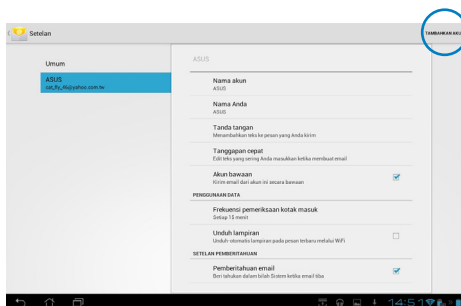 Setelan
TAMBAHKAN AKU
Umum
ASUS
ASUS
Nama akun
ASUS
Nama Anda
ASUS
Tanda tangan
Menambahkan teks ke pesan yang Anda kirim
Tanggapan cepat
Edit teks yang sering Anda masukkan ketika membuat email
Akun bawaan
Kirim email dari akun ini secara bawaan
PENGGUNAAN DATA
Frekuensi pemeriksaan kotak masuk
Setiap 15 menit
Unduh lampiran
Unduh otomatis lampiran pada pesan terbaru melalui WiFi
SETELAN PEMBERITAHUAN
Pemberitahuan email
Beri tahukan dalam bilah Sistem ketika email tiba
14:51